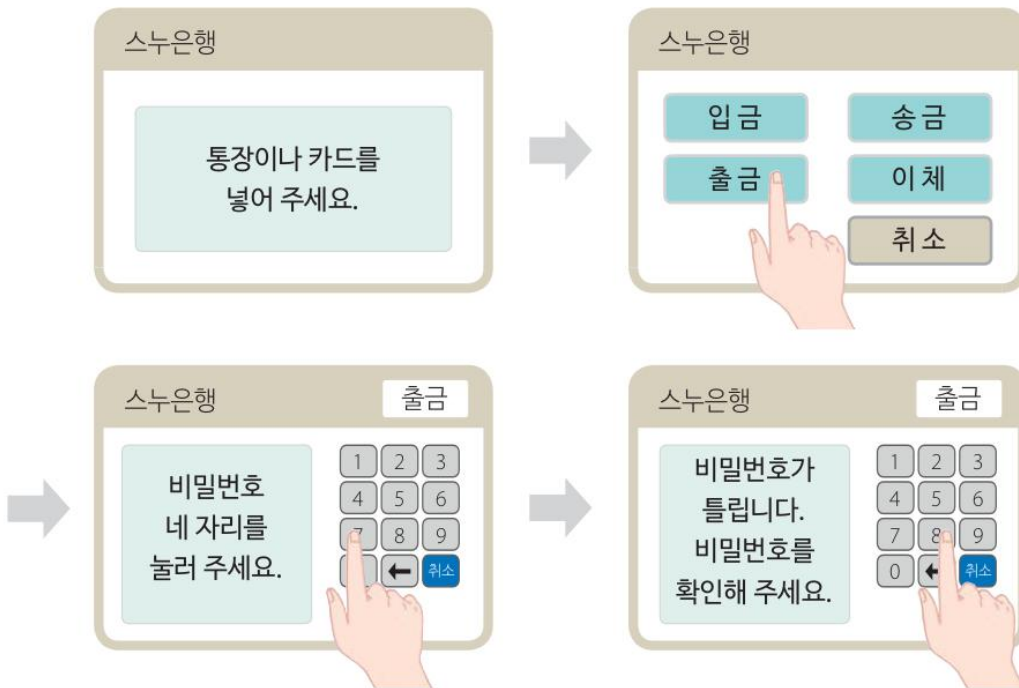 스누은행
통장이나 카드를
넣어 주세요.
스누은행
입금 송금
출금 이체
취소
스누은행 출금
비밀번호
네 자리를
눌러 주세요.
1 2 3
4 5 6
7 8 9
← 취소
스누은행 출금
비밀번호가
틀립니다.
비밀번호를
확인해 주세요.
1 2 3
4 5 6
7 8 9
0 ← 취소